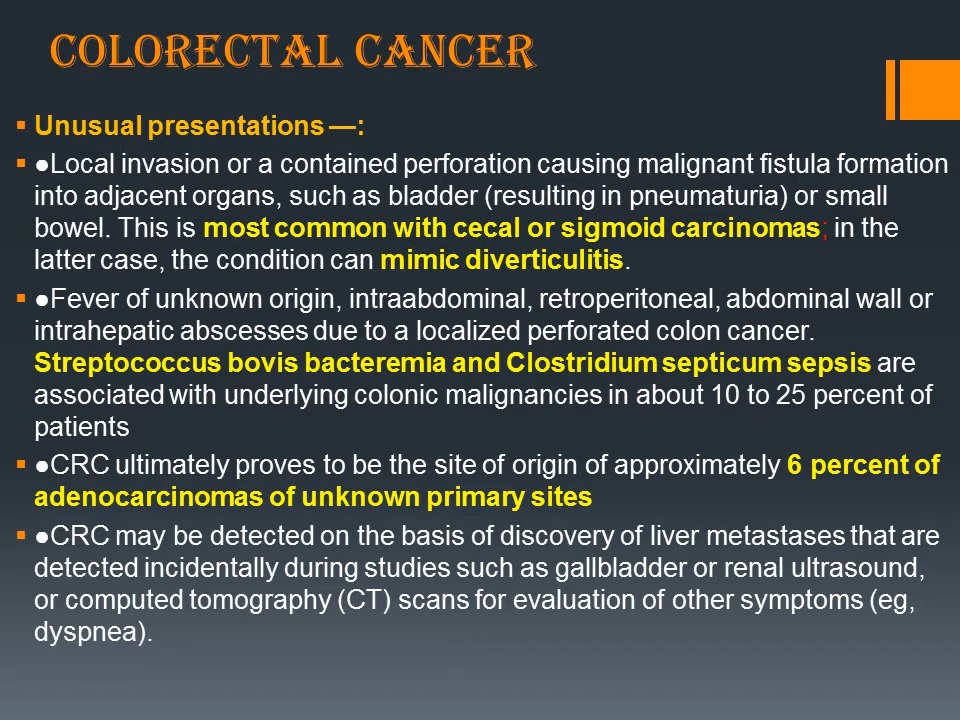 COLORECTAL CANCER
▪ Unusual presentations —:
▪ ●Local invasion or a contained perforation causing malignant fistula formation
into adjacent organs, such as bladder (resulting in pneumaturia) or small
bowel. This is most common with cecal or sigmoid carcinomas; in the
latter case, the condition can mimic diverticulitis.
▪ ●Fever of unknown origin, intraabdominal, retroperitoneal, abdominal wall or
intrahepatic abscesses due to a localized perforated colon cancer.
Streptococcus bovis bacteremia and Clostridium septicum sepsis are
associated with underlying colonic malignancies in about 10 to 25 percent of
patients
▪ ●CRC ultimately proves to be the site of origin of approximately 6 percent of
adenocarcinomas of unknown primary sites
▪ ●CRC may be detected on the basis of discovery of liver metastases that are
detected incidentally during studies such as gallbladder or renal ultrasound,
or computed tomography (CT) scans for evaluation of other symptoms (eg,
dyspnea).